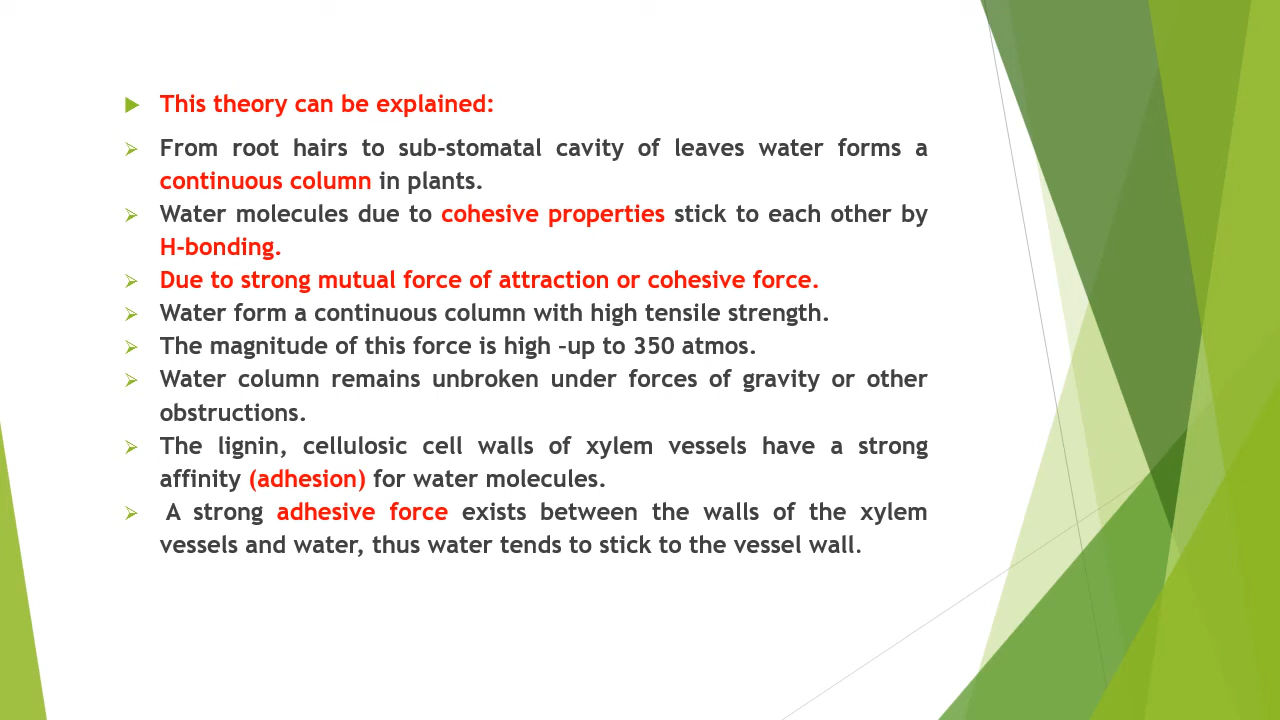 This theory can be explained:
From root hairs to sub-stomatal cavity of leaves water forms a
continuous column in plants.
Water molecules due to cohesive properties stick to each other by
H-bonding.
Due to strong mutual force of attraction or cohesive force.
Water form a continuous column with high tensile strength.
The magnitude of this force is high –up to 350 atmos.
Water column remains unbroken under forces of gravity or other
obstructions.
The lignin, cellulosic cell walls of xylem vessels have a strong
affinity (adhesion) for water molecules.
A strong adhesive force exists between the walls of the xylem
vessels and water, thus water tends to stick to the vessel wall.